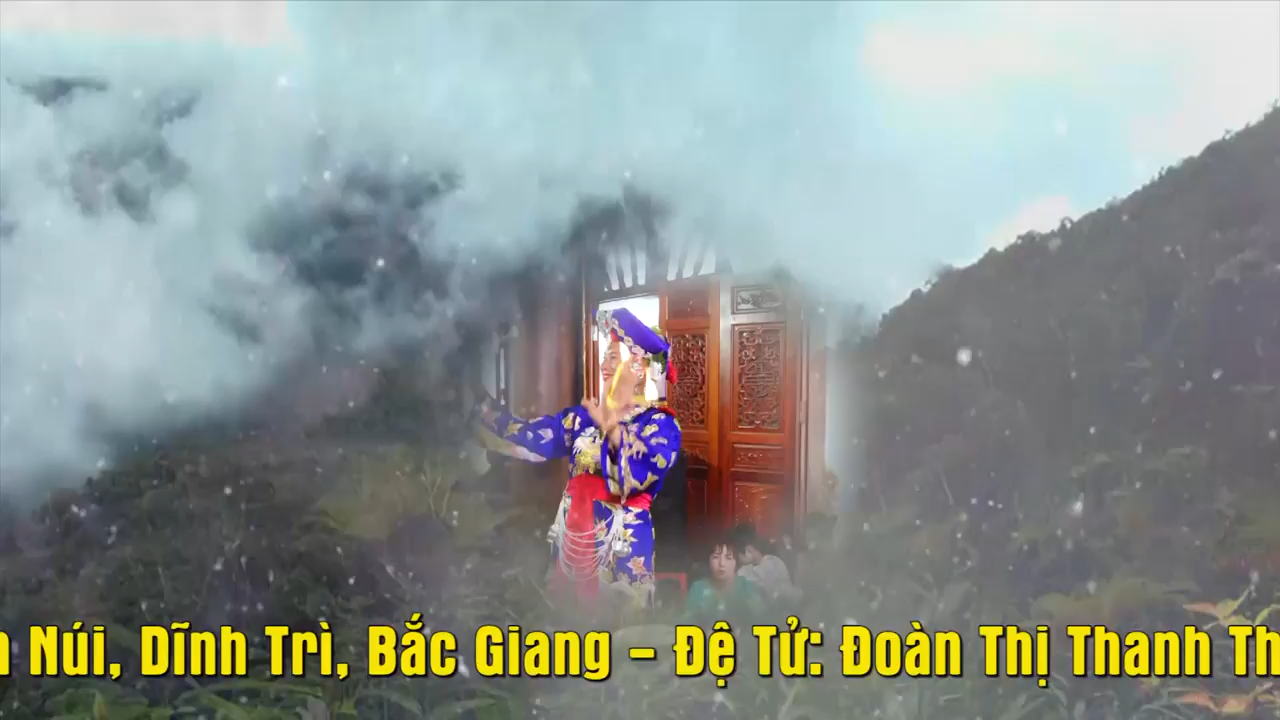 Núi, Dĩnh Trì, Bắc Giang - Đệ Tử: Đoàn Thị Thanh